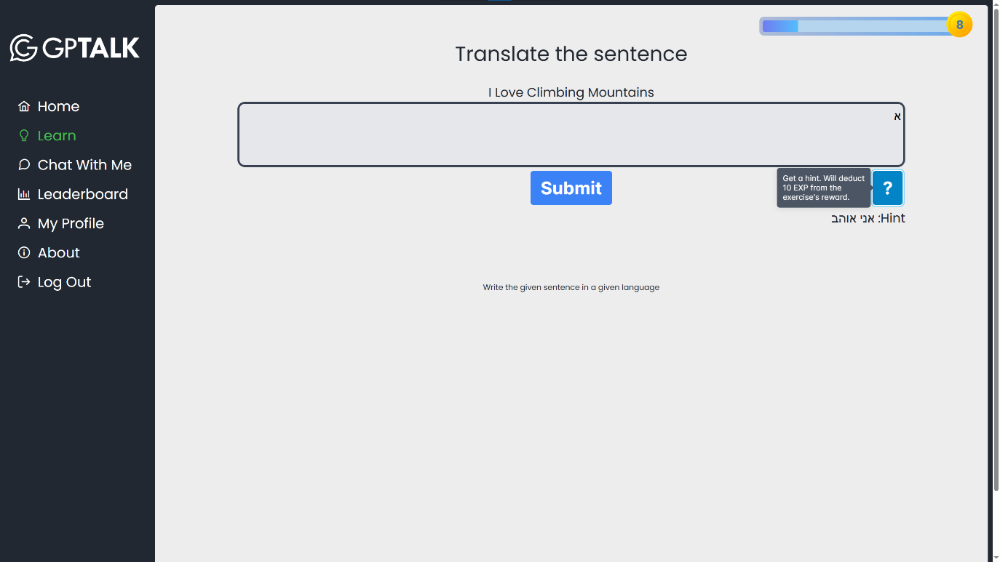 GPTALK
Home
Learn
Chat With Me
Leaderboard
My Profile
About
Log Out
8
Translate the sentence
I Love Climbing Mountains
א
Submit
Get a hint. Will deduct
10 EXP from the
exercise's reward.
?
Hint: אני אוהב
Write the given sentence in a given language